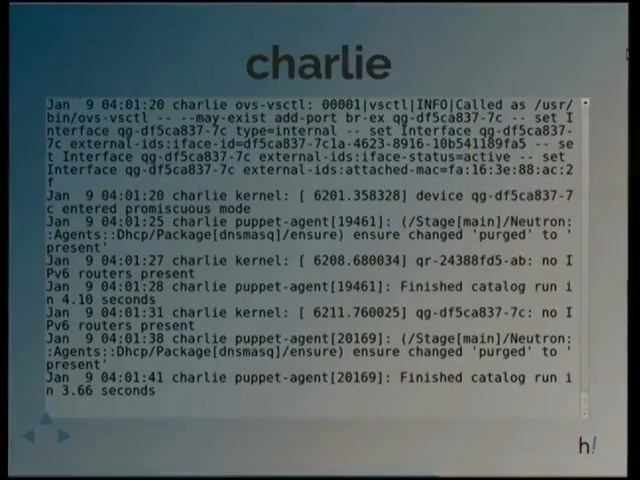 charlie
Jan  9 04:01:20 charlie ovs-vsctl: 00001|vsctl|INFO|Called as /usr/
bin/ovs-vsctl -- --may-exist add-port br-ex qg-df5ca837-7c -- set I
nterface qg-df5ca837-7c type=internal -- set Interface qg-df5ca837-
7c external-ids:iface-id=df5ca837-7c1a-4623-8916-10b541189fa5 -- se
t Interface qg-df5ca837-7c external-ids:iface-status=active -- set
Interface qg-df5ca837-7c external-ids:attached-mac=fa:16:3e:88:ac:2
f
Jan  9 04:01:20 charlie kernel: [ 6201.358328] device qg-df5ca837-7
c entered promiscuous mode
Jan  9 04:01:25 charlie puppet-agent[19461]: (/Stage[main]/Neutron:
:Agents::Dhcp/Package[dnsmasq]/ensure) ensure changed 'purged' to '
present'
Jan  9 04:01:27 charlie kernel: [ 6208.680034] qr-24388fd5-ab: no I
Pv6 routers present
Jan  9 04:01:28 charlie puppet-agent[19461]: Finished catalog run i
n 4.10 seconds
Jan  9 04:01:31 charlie kernel: [ 6211.760025] qg-df5ca837-7c: no I
Pv6 routers present
Jan  9 04:01:38 charlie puppet-agent[20169]: (/Stage[main]/Neutron:
:Agents::Dhcp/Package[dnsmasq]/ensure) ensure changed 'purged' to '
present'
Jan  9 04:01:41 charlie puppet-agent[20169]: Finished catalog run i
n 3.66 seconds
h!